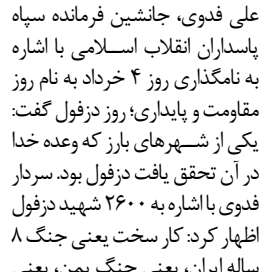 علی فدوی، جانشین فرمانده سپاه
پاسداران انقلاب اسـلامی با اشاره
به نامگذاری روز ۴ خرداد به نام روز
مقاومت و پایداری؛ روز دزفول گفت:
یکی از شــهرهای بارز که وعده خدا
در آن تحقق یافت دزفول بود. سردار
فدوی با اشاره به ۲۶۰۰ شهید دزفول
اظهار کرد: کار سخت یعنی جنگ ۸
ساله ایران، یعنی جنگ یمن، یعنی